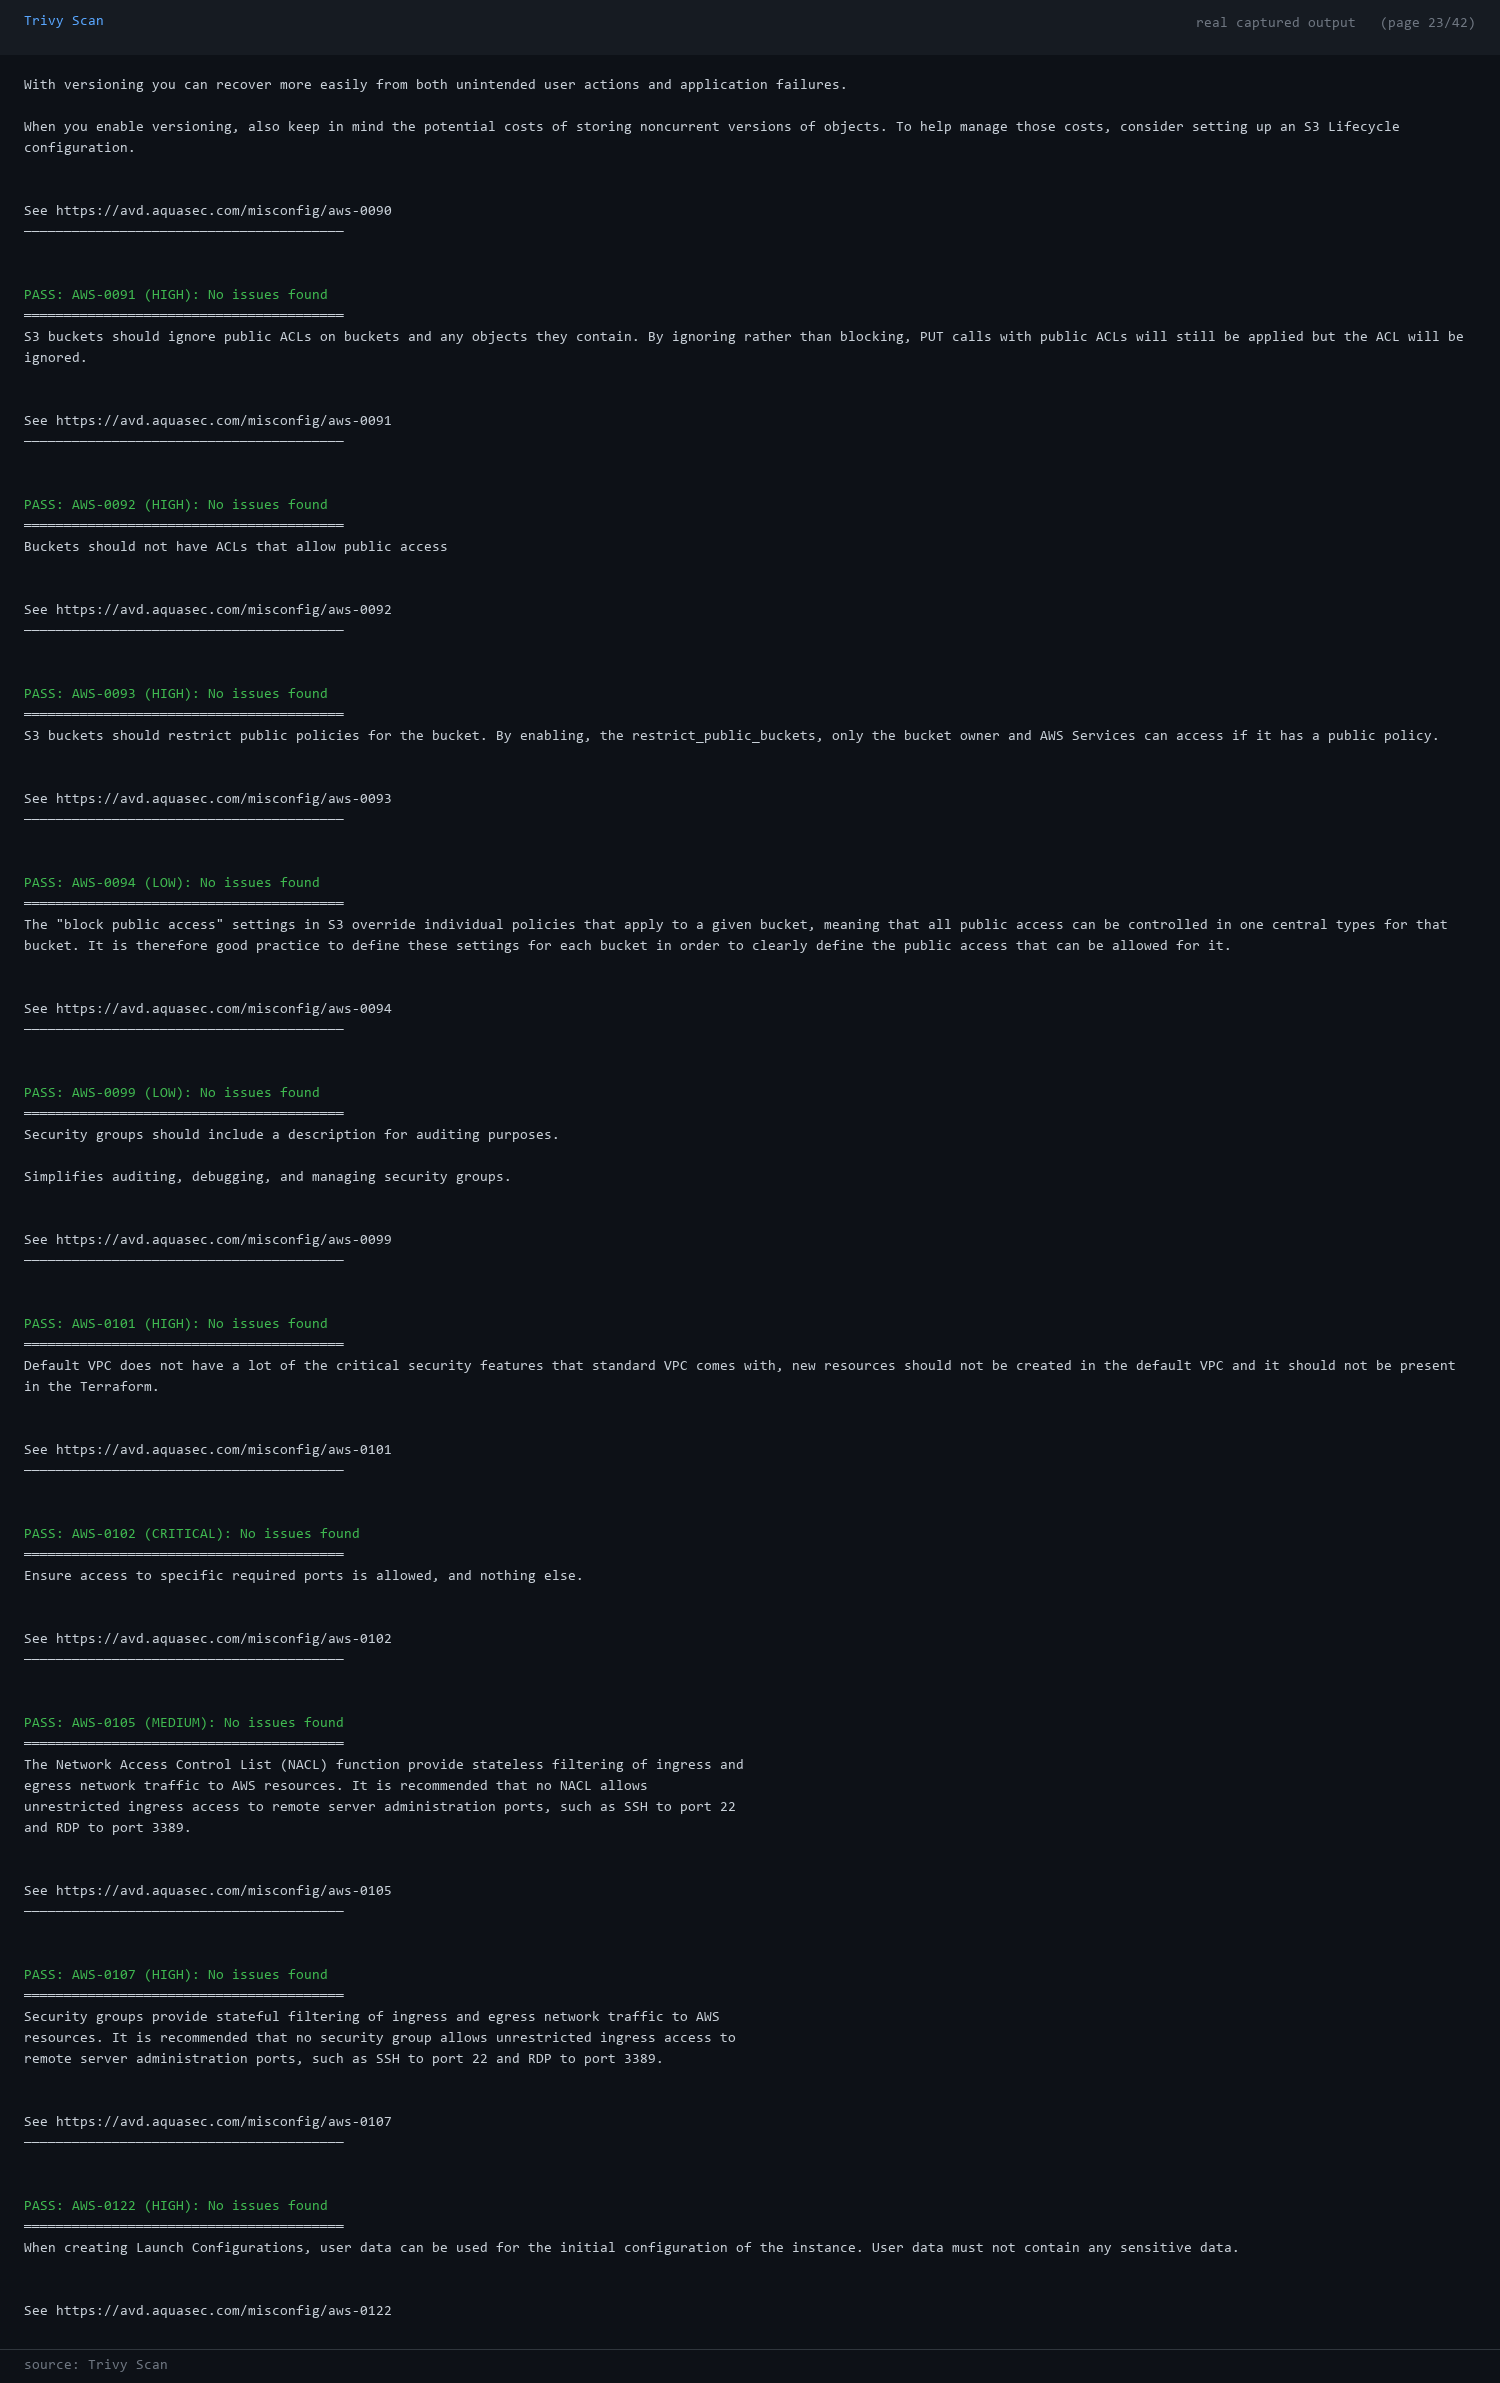 Trivy Scan
real captured output   (page 23/42)
With versioning you can recover more easily from both unintended user actions and application failures.
When you enable versioning, also keep in mind the potential costs of storing noncurrent versions of objects. To help manage those costs, consider setting up an S3 Lifecycle
configuration.
See https://avd.aquasec.com/misconfig/aws-0090
────────────────────────────────────────
PASS: AWS-0091 (HIGH): No issues found
════════════════════════════════════════
S3 buckets should ignore public ACLs on buckets and any objects they contain. By ignoring rather than blocking, PUT calls with public ACLs will still be applied but the ACL will be
ignored.
See https://avd.aquasec.com/misconfig/aws-0091
────────────────────────────────────────
PASS: AWS-0092 (HIGH): No issues found
════════════════════════════════════════
Buckets should not have ACLs that allow public access
See https://avd.aquasec.com/misconfig/aws-0092
────────────────────────────────────────
PASS: AWS-0093 (HIGH): No issues found
════════════════════════════════════════
S3 buckets should restrict public policies for the bucket. By enabling, the restrict_public_buckets, only the bucket owner and AWS Services can access if it has a public policy.
See https://avd.aquasec.com/misconfig/aws-0093
────────────────────────────────────────
PASS: AWS-0094 (LOW): No issues found
════════════════════════════════════════
The "block public access" settings in S3 override individual policies that apply to a given bucket, meaning that all public access can be controlled in one central types for that
bucket. It is therefore good practice to define these settings for each bucket in order to clearly define the public access that can be allowed for it.
See https://avd.aquasec.com/misconfig/aws-0094
────────────────────────────────────────
PASS: AWS-0099 (LOW): No issues found
════════════════════════════════════════
Security groups should include a description for auditing purposes.
Simplifies auditing, debugging, and managing security groups.
See https://avd.aquasec.com/misconfig/aws-0099
────────────────────────────────────────
PASS: AWS-0101 (HIGH): No issues found
════════════════════════════════════════
Default VPC does not have a lot of the critical security features that standard VPC comes with, new resources should not be created in the default VPC and it should not be present
in the Terraform.
See https://avd.aquasec.com/misconfig/aws-0101
────────────────────────────────────────
PASS: AWS-0102 (CRITICAL): No issues found
════════════════════════════════════════
Ensure access to specific required ports is allowed, and nothing else.
See https://avd.aquasec.com/misconfig/aws-0102
────────────────────────────────────────
PASS: AWS-0105 (MEDIUM): No issues found
════════════════════════════════════════
The Network Access Control List (NACL) function provide stateless filtering of ingress and
egress network traffic to AWS resources. It is recommended that no NACL allows
unrestricted ingress access to remote server administration ports, such as SSH to port 22
and RDP to port 3389.
See https://avd.aquasec.com/misconfig/aws-0105
────────────────────────────────────────
PASS: AWS-0107 (HIGH): No issues found
════════════════════════════════════════
Security groups provide stateful filtering of ingress and egress network traffic to AWS
resources. It is recommended that no security group allows unrestricted ingress access to
remote server administration ports, such as SSH to port 22 and RDP to port 3389.
See https://avd.aquasec.com/misconfig/aws-0107
────────────────────────────────────────
PASS: AWS-0122 (HIGH): No issues found
════════════════════════════════════════
When creating Launch Configurations, user data can be used for the initial configuration of the instance. User data must not contain any sensitive data.
See https://avd.aquasec.com/misconfig/aws-0122
source: Trivy Scan